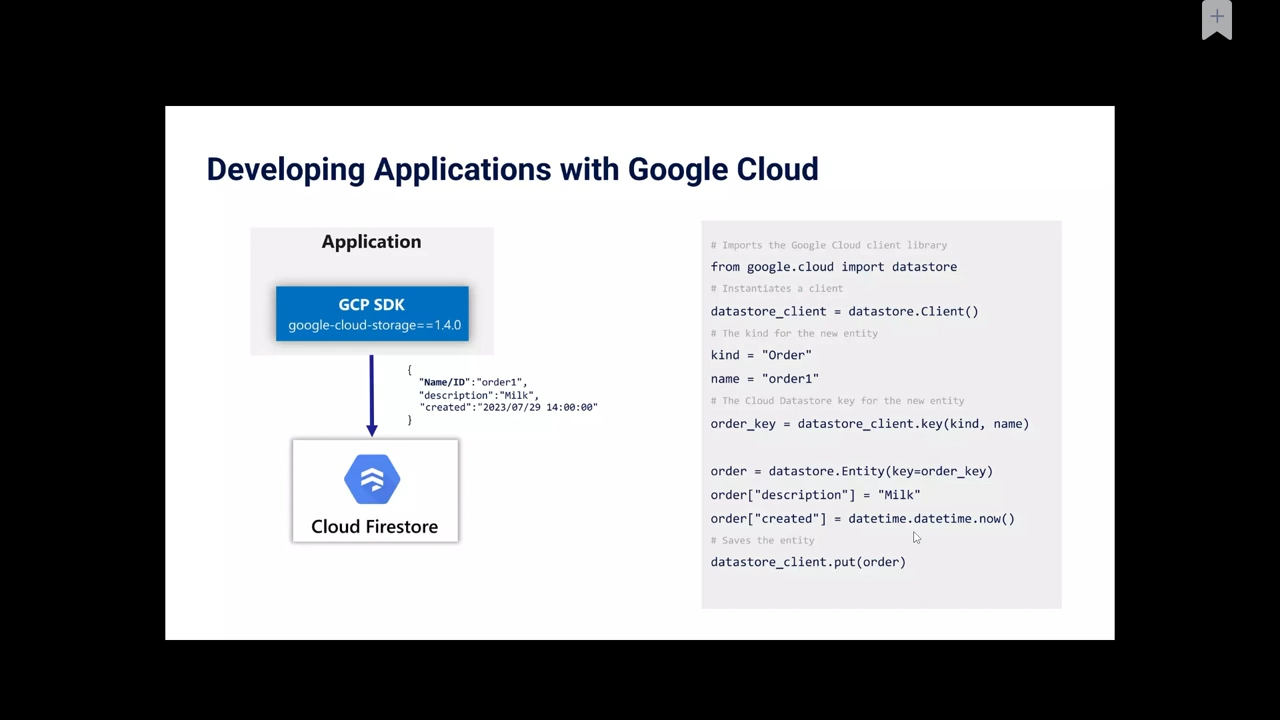 Developing Applications with Google Cloud
Application
GCP SDK
google-cloud-storage==1.4.0
{
"Name/ID":"order1",
"description":"Milk",
"created":"2023/07/29 14:00:00"
}
Cloud Firestore
# Imports the Google Cloud client library
from google.cloud import datastore
# Instantiates a client
datastore_client = datastore.Client()
# The kind for the new entity
kind = "Order"
name = "order1"
# The Cloud Datastore key for the new entity
order_key = datastore_client.key(kind, name)
order = datastore.Entity(key=order_key)
order["description"] = "Milk"
order["created"] = datetime.datetime.now()
# Saves the entity
datastore_client.put(order)